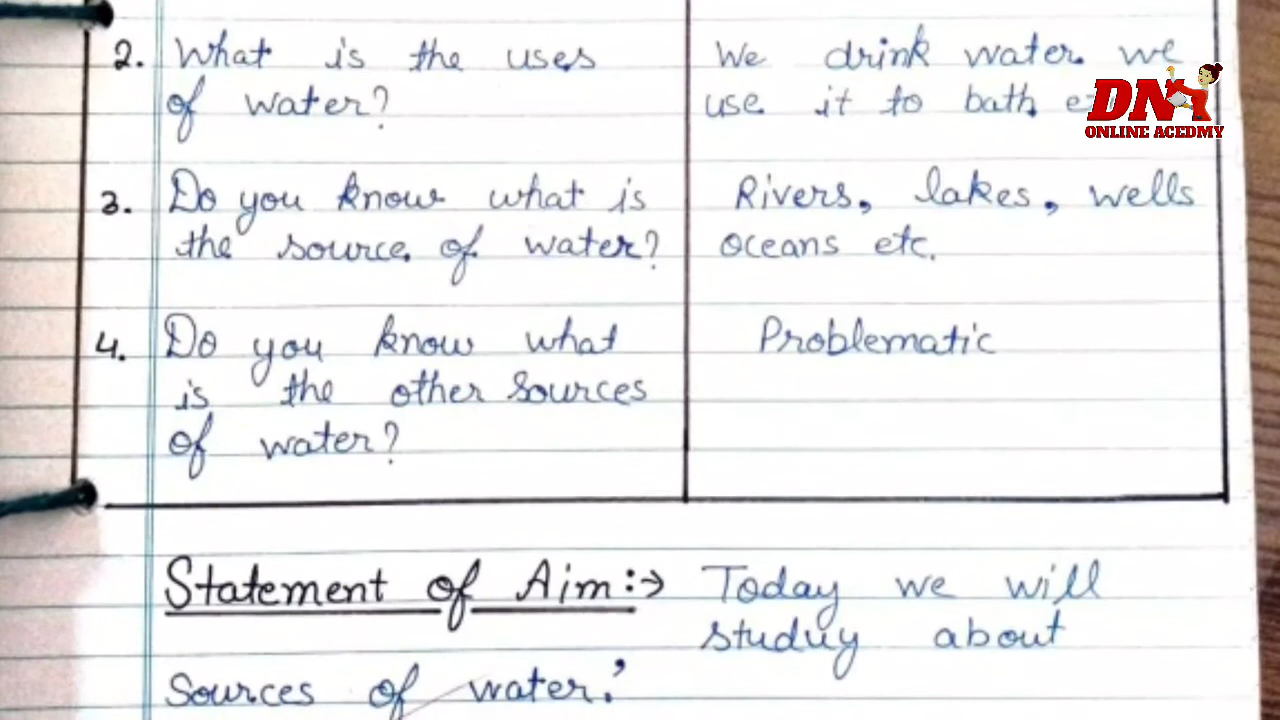 2. What is the uses
of water?
We drink water. we
use it to bath
DN
ONLINE ACEDMY
3. Do you know what is
the source of water?
Rivers, lakes, wells
oceans etc.
4. Do you know what
is the other sources
of water?
Problematic
Statement of Aim:→ Today we will
studuy about
sources of water.'